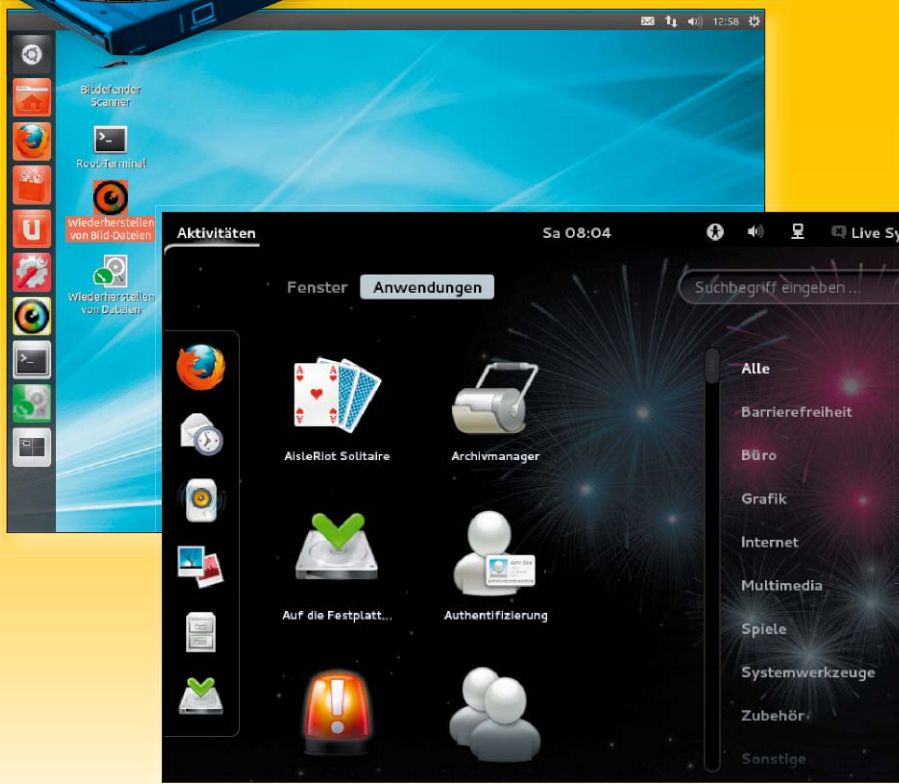 12:58
Bitdefender
Scanner
Root-Terminal
Wiederherstellen
von Bild-Dateien
Wiederherstellen
von Dateien
Aktivitäten
Sa 08:04
Live Sy
Fenster
Anwendungen
Suchbegriff eingeben ...
AisleRiot Solitaire
Archivmanager
Auf die Festplatt...
Authentifizierung
Alle
Barrierefreiheit
Büro
Grafik
Internet
Multimedia
Spiele
Systemwerkzeuge
Zubehör
Sonstige